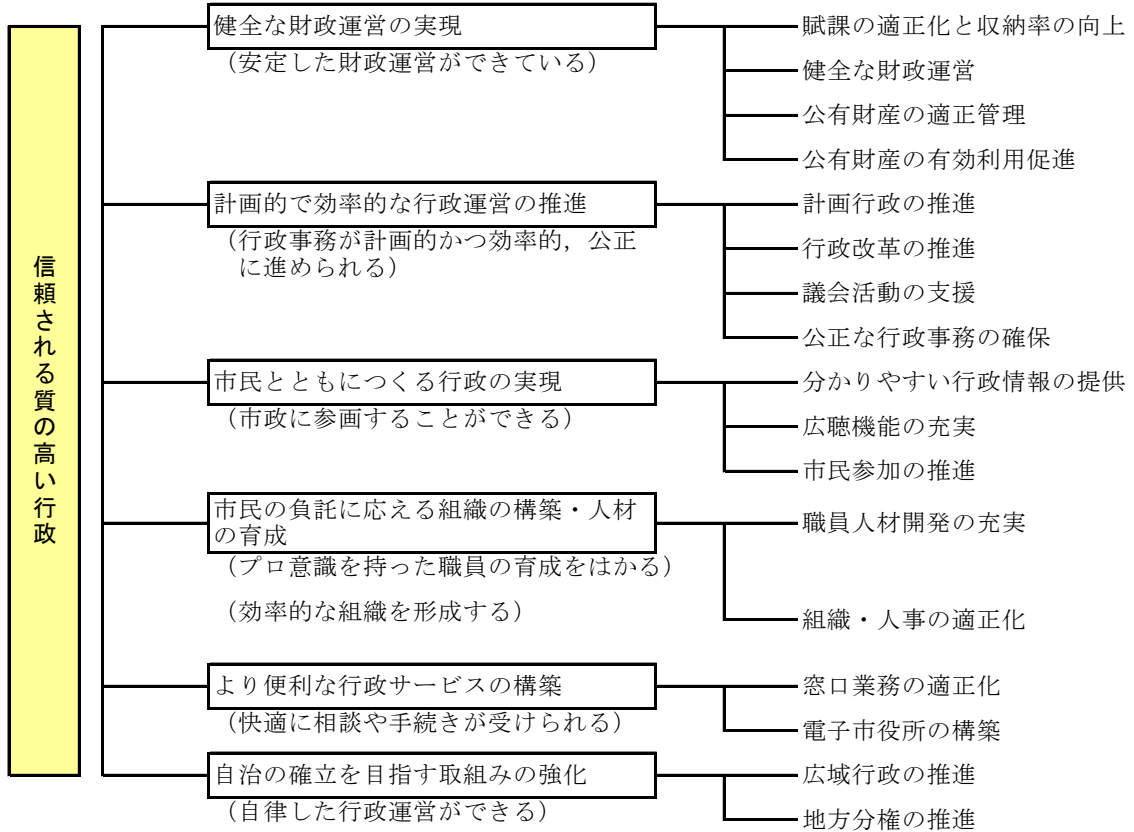 信頼される質の高い行政
健全な財政運営の実現
（安定した財政運営ができている）
賦課の適正化と収納率の向上
健全な財政運営
公有財産の適正管理
公有財産の有効利用促進
計画的で効率的な行政運営の推進
（行政事務が計画的かつ効率的，公正
に進められる）
計画行政の推進
行政改革の推進
議会活動の支援
公正な行政事務の確保
市民とともにつくる行政の実現
（市政に参画することができる）
分かりやすい行政情報の提供
広聴機能の充実
市民参加の推進
市民の負託に応える組織の構築・人材
の育成
（プロ意識を持った職員の育成をはかる）
（効率的な組織を形成する）
職員人材開発の充実
組織・人事の適正化
より便利な行政サービスの構築
（快適に相談や手続きが受けられる）
窓口業務の適正化
電子市役所の構築
自治の確立を目指す取組みの強化
（自律した行政運営ができる）
広域行政の推進
地方分権の推進